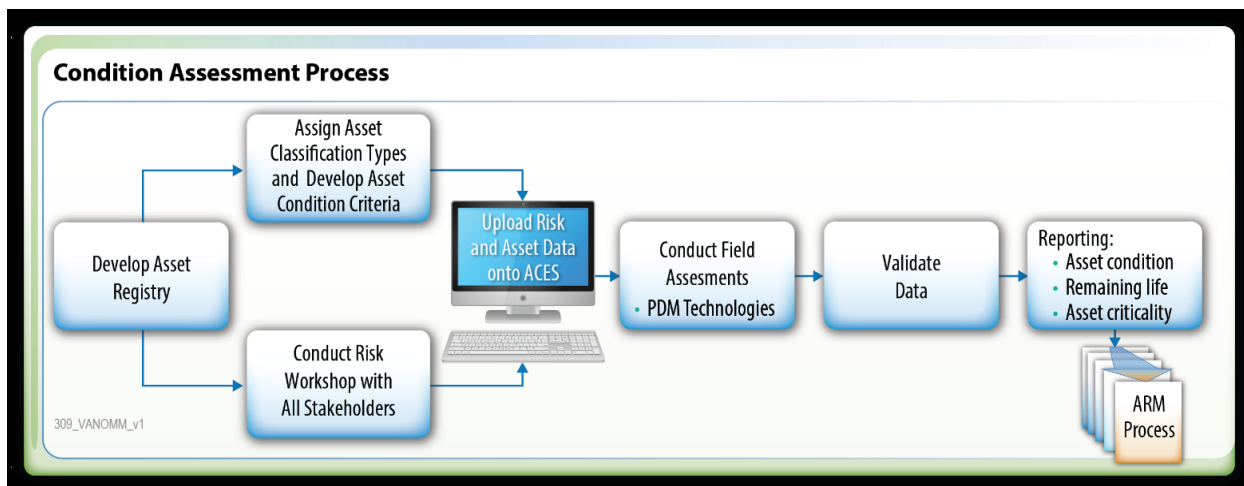 Condition Assessment Process
Assign Asset
Classification Types
and Develop Asset
Condition Criteria
Develop Asset
Registry
Conduct Risk
Workshop with
All Stakeholders
Upload Risk
and Asset Data
onto ACES
Conduct Field
Assesments
• PDM Technologies
Validate
Data
Reporting:
• Asset condition
• Remaining life
• Asset criticality
ARM
Process
309_VANOMM_v1